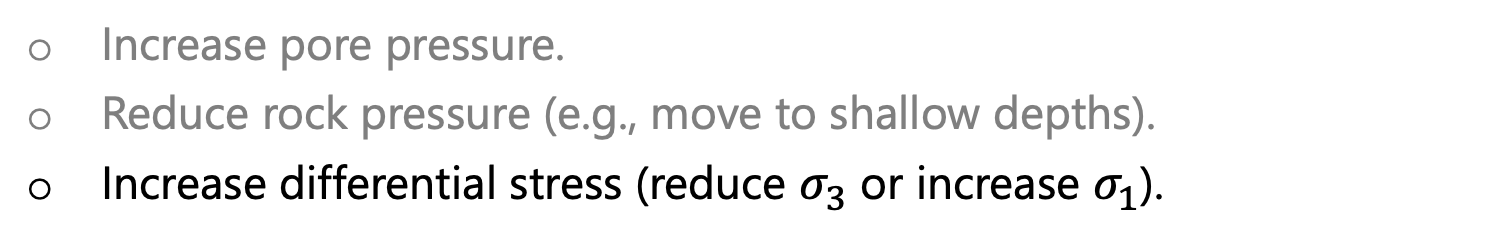 ○ Increase pore pressure.
○ Reduce rock pressure (e.g., move to shallow depths).
○ Increase differential stress (reduce σ₃ or increase σ₁).